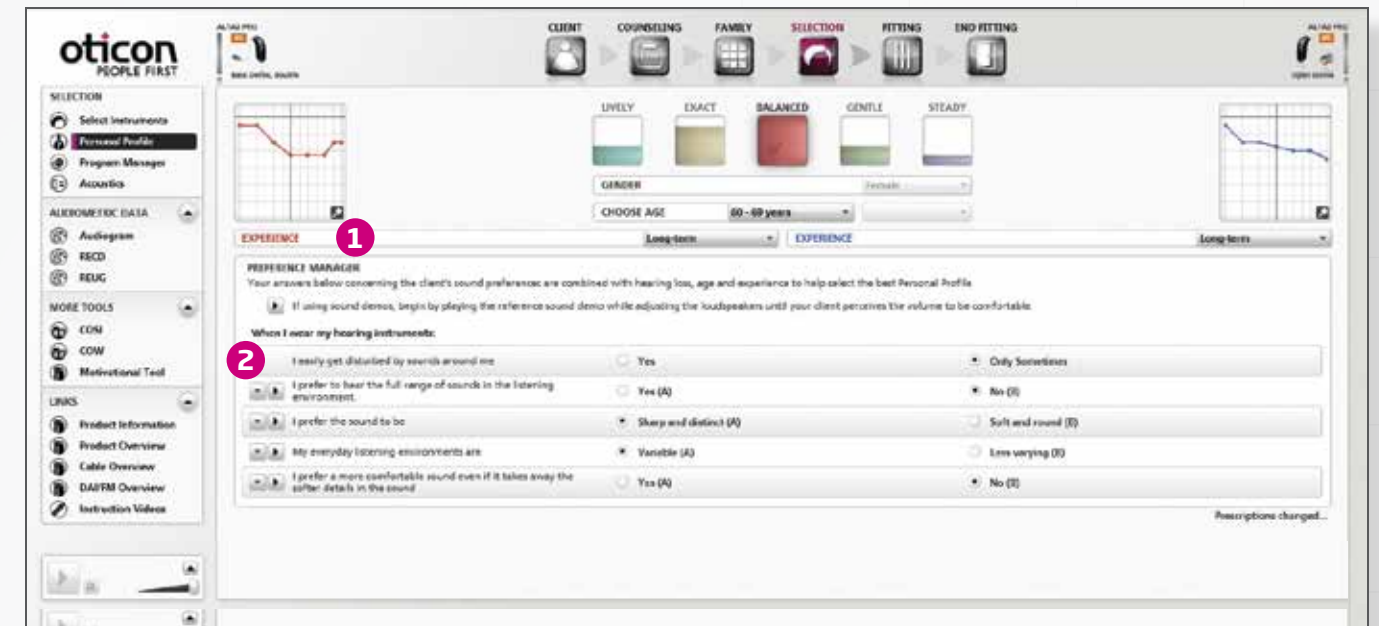 ALTA2 PRO
oticon
PEOPLE FIRST
CLIENT
COUNSELING
FAMILY
SELECTION
FITTING
END FITTING
ALTA2 PRO
SELECTION
Select Instruments
Personal Profile
Program Manager
Acoustics
AUDIOMETRIC DATA
Audiogram
RECD
REUG
MORE TOOLS
COSI
COW
Motivational Tool
LINKS
Product Information
Product Overview
Cable Overview
DAI/FM Overview
Instruction Videos
LIVELY
EXACT
BALANCED
GENTLE
STEADY
GENDER
Female
CHOOSE AGE
60 - 69 years
EXPERIENCE
1
Long-term
EXPERIENCE
Long-term
PREFERENCE MANAGER
Your answers below concerning the client's sound preferences are combined with hearing loss, age and experience to help select the best Personal Profile
If using sound demos, begin by playing the reference sound demo while adjusting the loudspeakers until your client perceives the volume to be comfortable.
When I wear my hearing instruments:
2
I easily get disturbed by sounds around me
Yes
Only Sometimes
I prefer to hear the full range of sounds in the listening
environment.
Yes (A)
No (B)
I prefer the sound to be
Sharp and distinct (A)
Soft and round (B)
My everyday listening environments are
Variable (A)
Less varying (B)
I prefer a more comfortable sound even if it takes away the
softer details in the sound
Yes (A)
No (B)
Prescriptions changed...